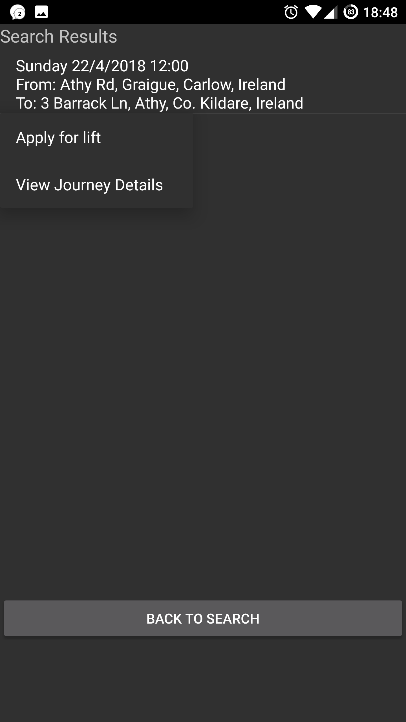 18:48
Search Results
Sunday 22/4/2018 12:00
From: Athy Rd, Graigue, Carlow, Ireland
To: 3 Barrack Ln, Athy, Co. Kildare, Ireland
Apply for lift
View Journey Details
BACK TO SEARCH